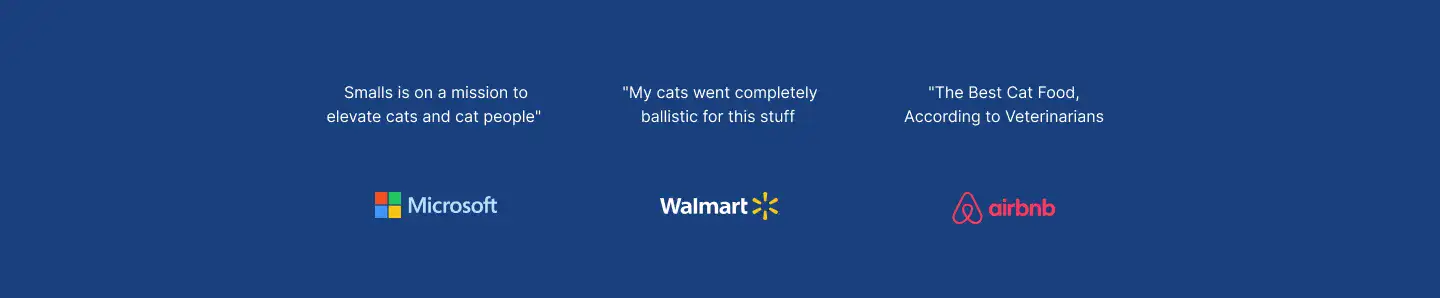 Smalls is on a mission to
elevate cats and cat people"
"My cats went completely
ballistic for this stuff
"The Best Cat Food,
According to Veterinarians
Microsoft
Walmart
airbnb